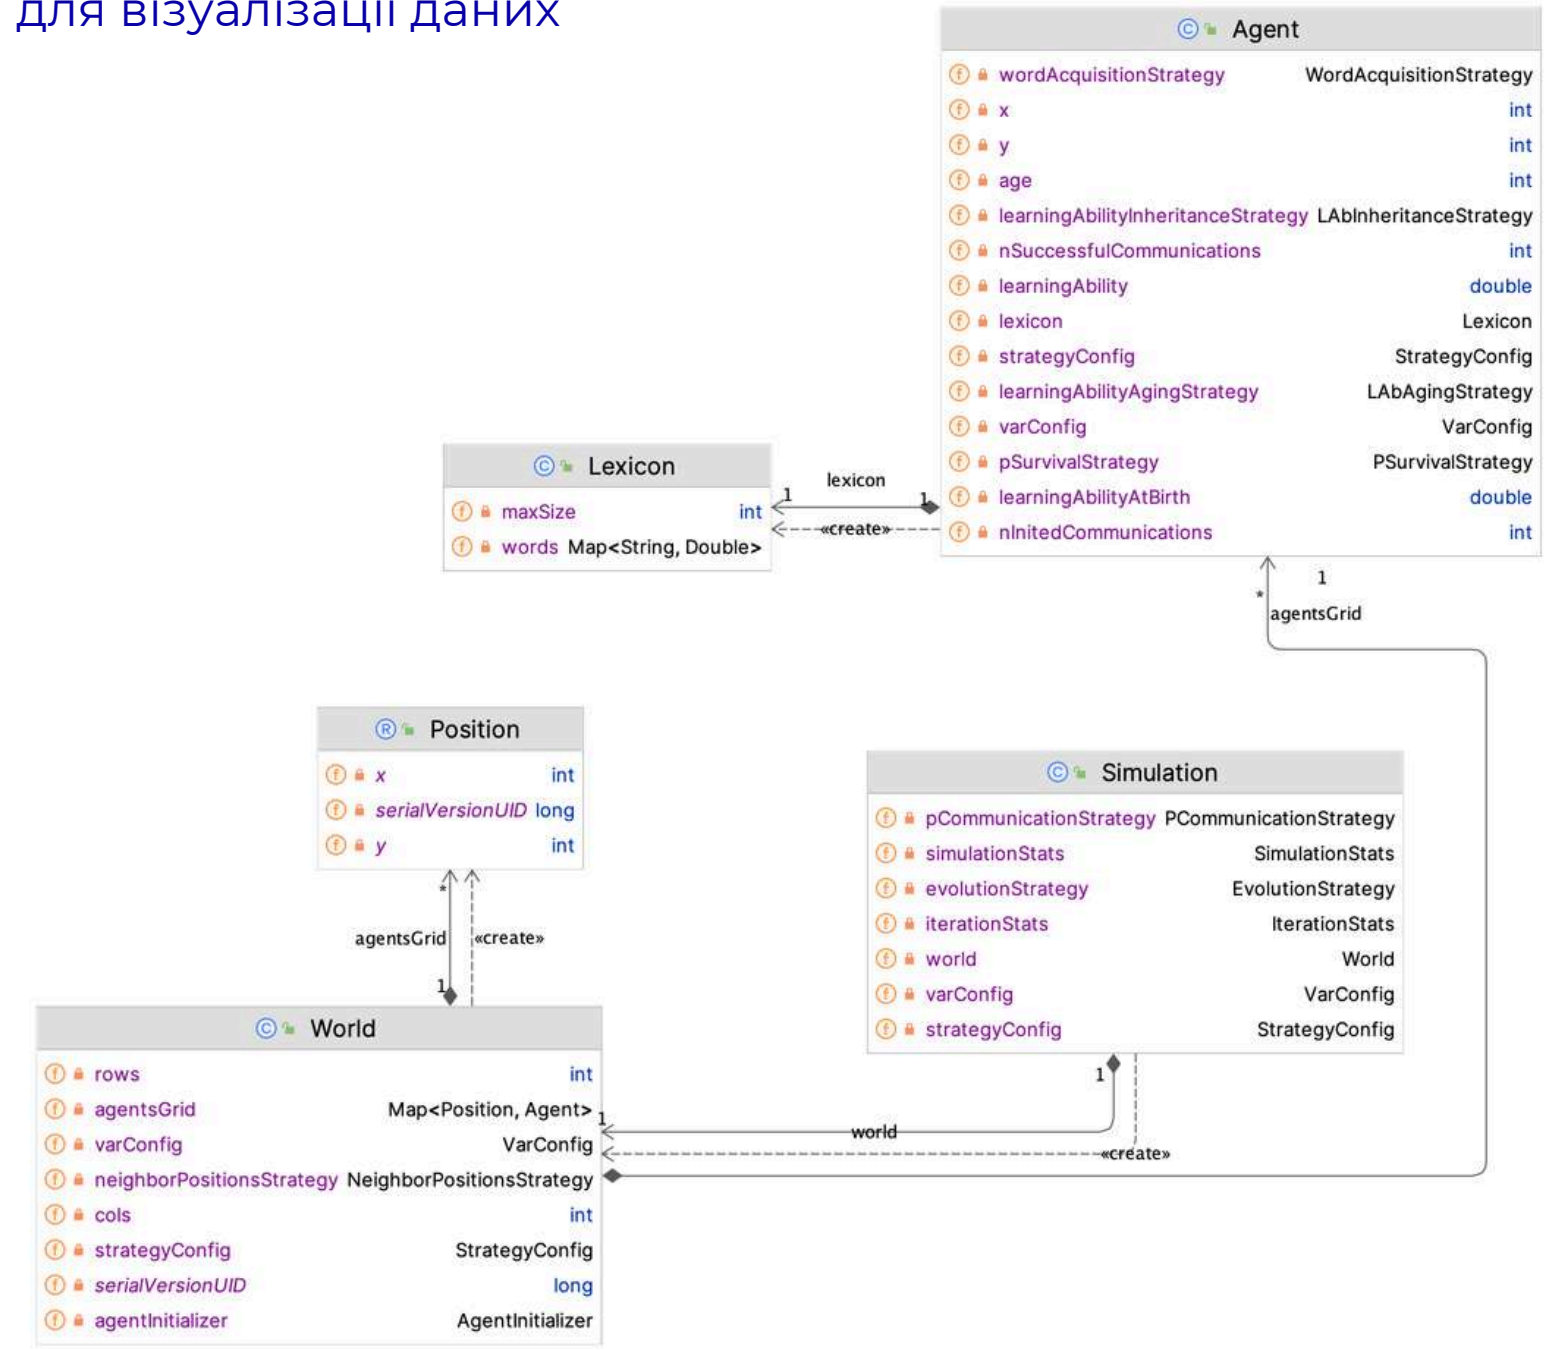 для візуалізації даних
Agent
wordAcquisitionStrategy WordAcquisitionStrategy
x int
y int
age int
learningAbilityInheritanceStrategy LAbInheritanceStrategy
nSuccessfulCommunications int
learningAbility double
lexicon Lexicon
strategyConfig StrategyConfig
learningAbilityAgingStrategy LAbAgingStrategy
varConfig VarConfig
pSurvivalStrategy PSurvivalStrategy
learningAbilityAtBirth double
nInitedCommunications int
Lexicon
maxSize int
words Map<String, Double>
lexicon
1 1
«create»
1
*
agentsGrid
Position
x int
serialVersionUID long
y int
*
agentsGrid «create»
1
Simulation
pCommunicationStrategy PCommunicationStrategy
simulationStats SimulationStats
evolutionStrategy EvolutionStrategy
iterationStats IterationStats
world World
varConfig VarConfig
strategyConfig StrategyConfig
1
1
world
«create»
World
rows int
agentsGrid Map<Position, Agent>
varConfig VarConfig
neighborPositionsStrategy NeighborPositionsStrategy
cols int
strategyConfig StrategyConfig
serialVersionUID long
agentInitializer AgentInitializer